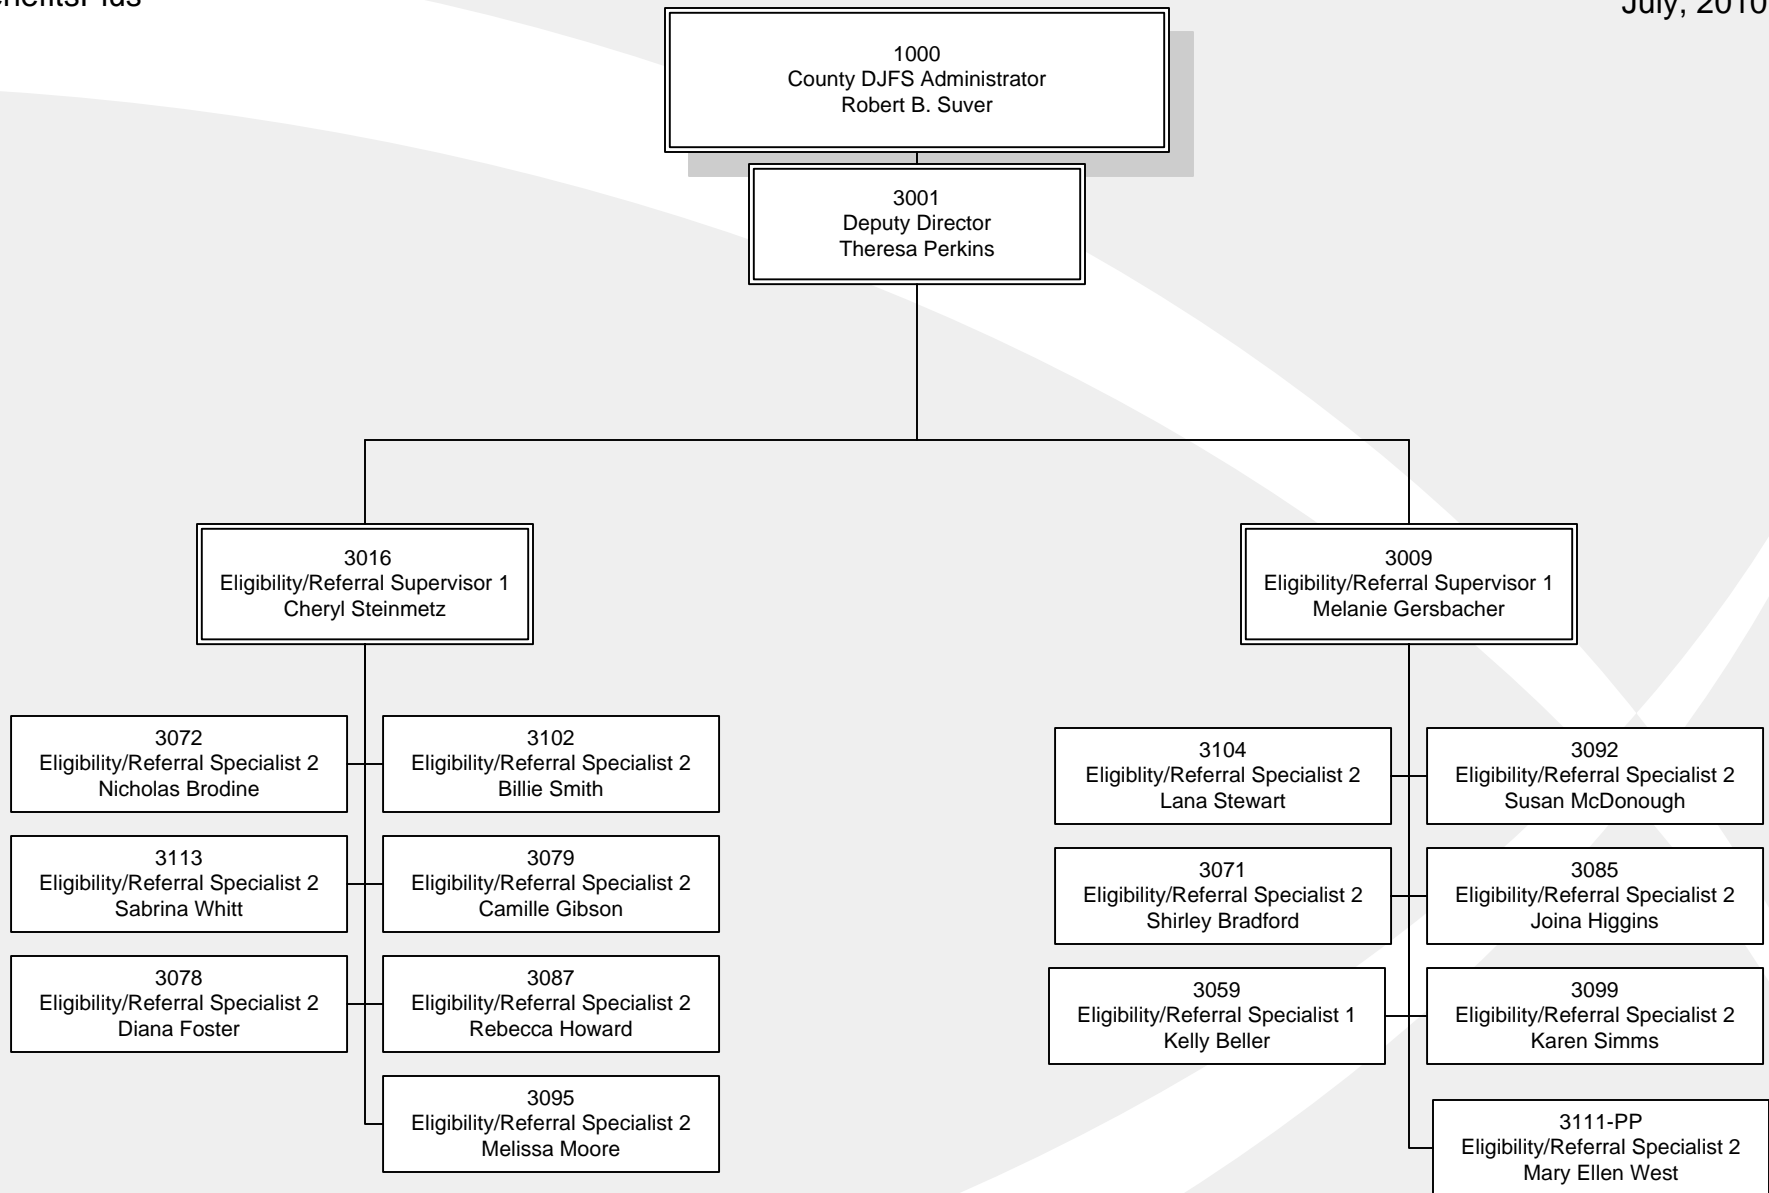 July, 2010
1000
County DJFS Administrator
Robert B. Suver
3001
Deputy Director
Theresa Perkins
3016
Eligibility/Referral Supervisor 1
Cheryl Steinmetz
3009
Eligibility/Referral Supervisor 1
Melanie Gersbacher
3072
Eligibility/Referral Specialist 2
Nicholas Brodine
3102
Eligibility/Referral Specialist 2
Billie Smith
3113
Eligibility/Referral Specialist 2
Sabrina Whitt
3079
Eligibility/Referral Specialist 2
Camille Gibson
3078
Eligibility/Referral Specialist 2
Diana Foster
3087
Eligibility/Referral Specialist 2
Rebecca Howard
3095
Eligibility/Referral Specialist 2
Melissa Moore
3104
Eligiblity/Referral Specialist 2
Lana Stewart
3092
Eligibility/Referral Specialist 2
Susan McDonough
3071
Eligibility/Referral Specialist 2
Shirley Bradford
3085
Eligibility/Referral Specialist 2
Joina Higgins
3059
Eligibility/Referral Specialist 1
Kelly Beller
3099
Eligibility/Referral Specialist 2
Karen Simms
3111-PP
Eligibility/Referral Specialist 2
Mary Ellen West